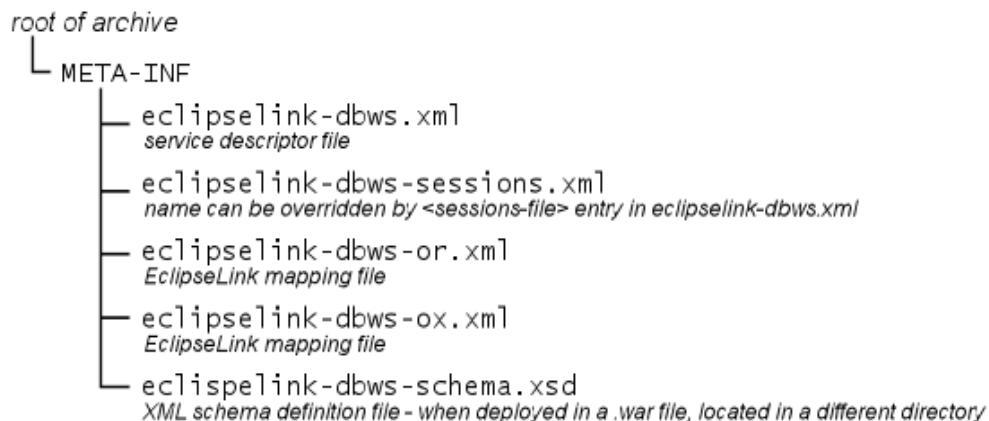 root of archive
META-INF
eclipselink-dbws.xml
service descriptor file
eclipselink-dbws-sessions.xml
name can be overridden by <sessions-file> entry in eclipselink-dbws.xml
eclipselink-dbws-or.xml
EclipseLink mapping file
eclipselink-dbws-ox.xml
EclipseLink mapping file
eclispelink-dbws-schema.xsd
XML schema definition file - when deployed in a .war file, located in a different directory